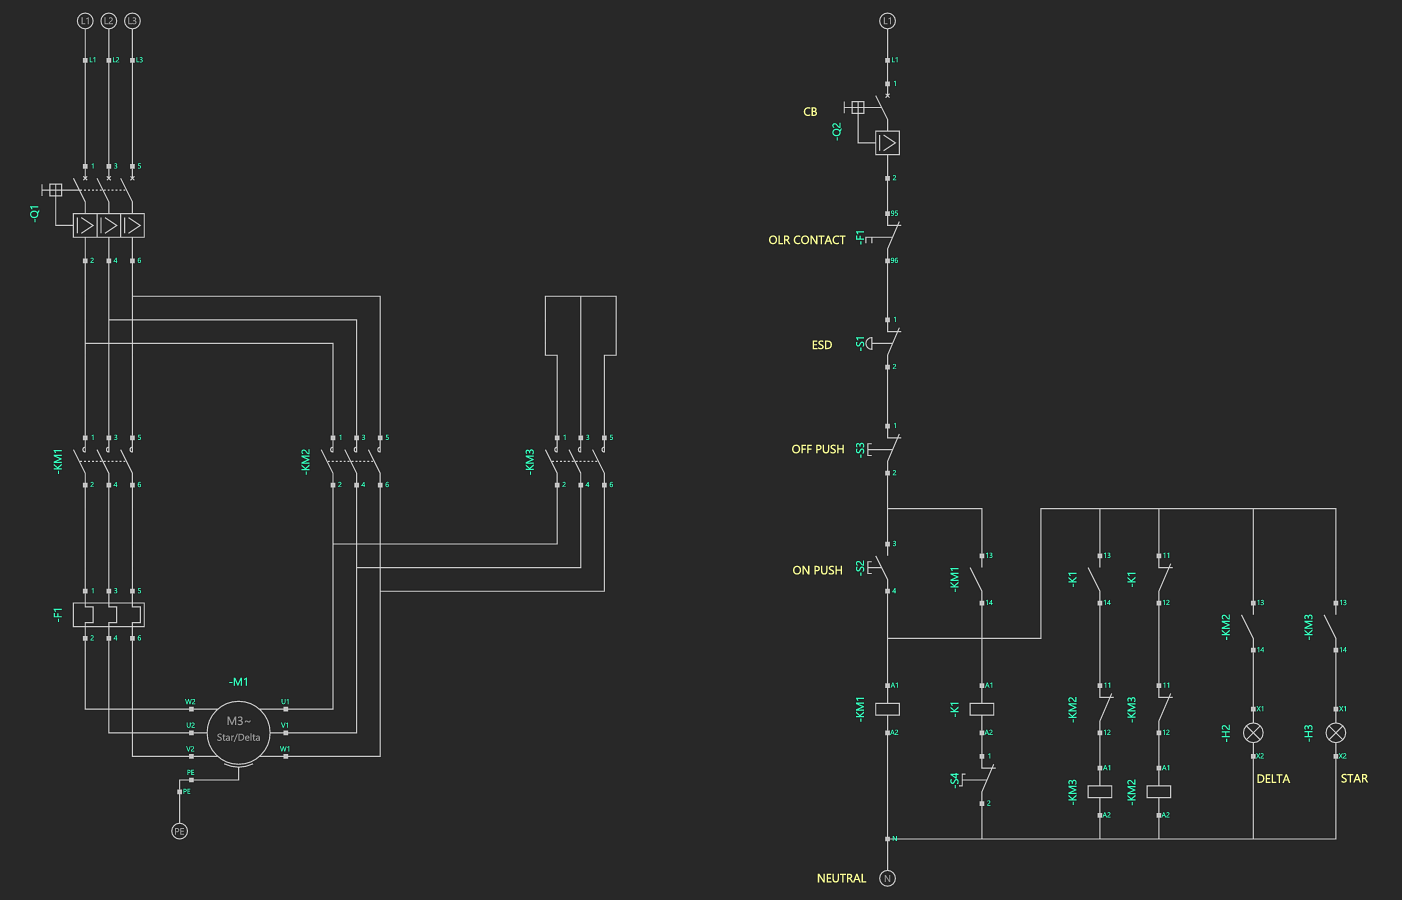 L1 L2 L3
L1 L2 L3
1 3 5
-Q1
2 4 6
1 3 5
-KM1
2 4 6
1 3 5
-KM2
2 4 6
1 3 5
-KM3
2 4 6
1 3 5
-F1
2 4 6
-M1
W2 U1
M3~
U2 V1
Star/Delta
V2 W1
PE
PE
PE
L1
L1
1
CB
-Q2
2
95
OLR CONTACT -F1
96
1
ESD -S1
2
1
OFF PUSH -S3
2
3
ON PUSH -S2
4
13
-KM1
14
13
-K1
14
11
-K1
12
13
-KM2
14
13
-KM3
14
A1
-KM1
A2
A1
-K1
A2
1
-S4
2
11
-KM2
12
A1
-KM3
A2
11
-KM3
12
A1
-KM2
A2
X1
-H2
X2
DELTA
X1
-H3
X2
STAR
N
NEUTRAL N